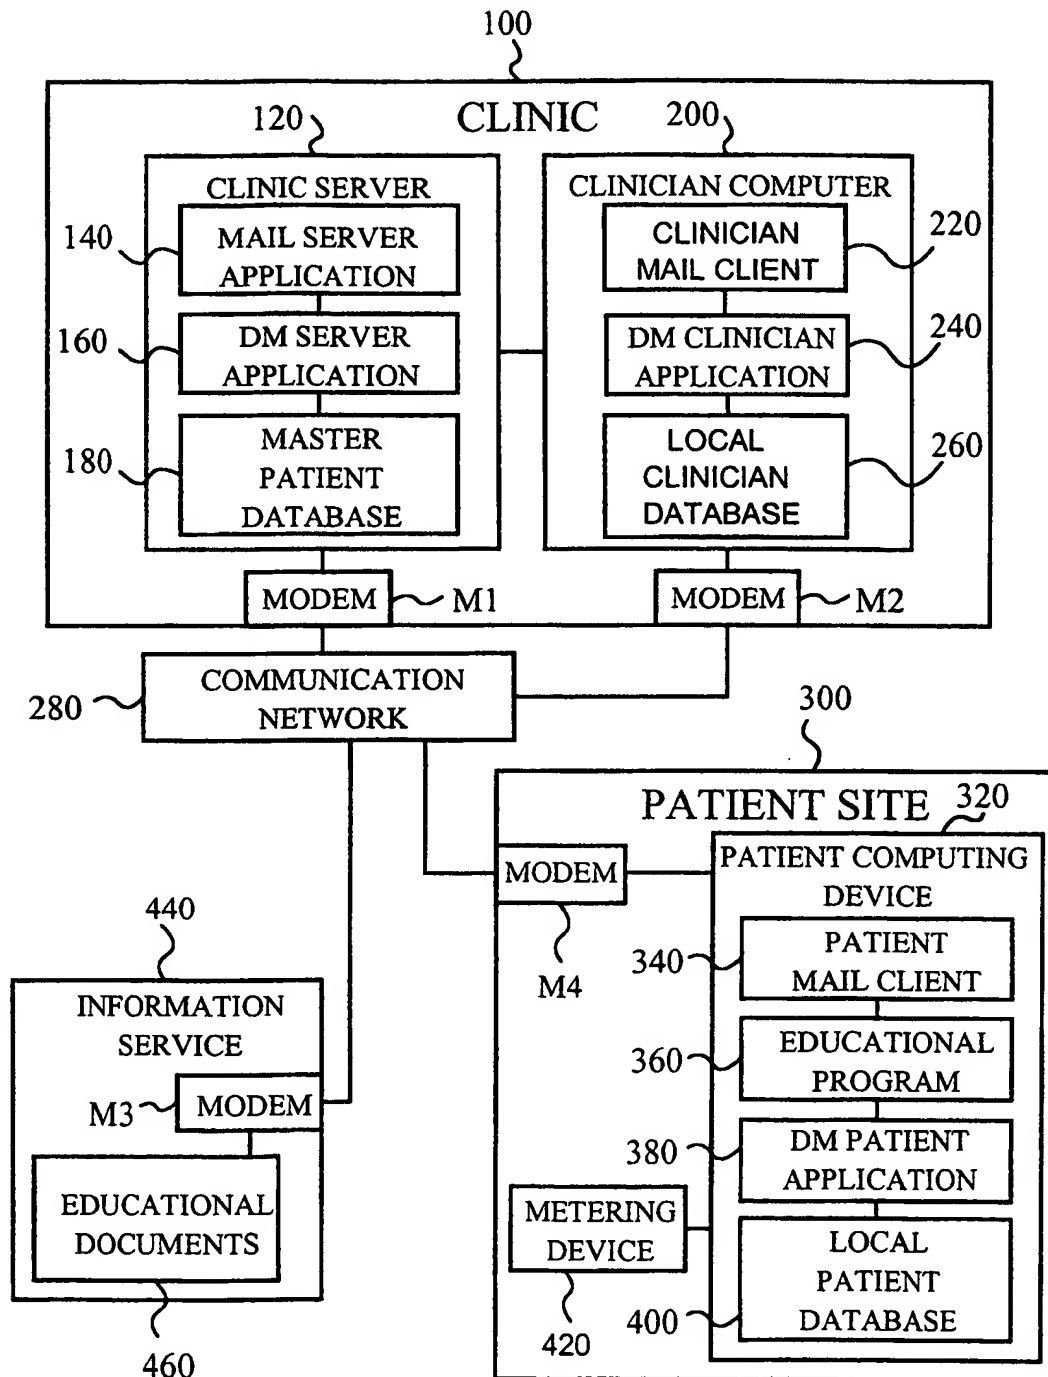 100
CLINIC
120
200
CLINIC SERVER
CLINICIAN COMPUTER
140
MAIL SERVER
APPLICATION
CLINICIAN
MAIL CLIENT
220
160
DM SERVER
APPLICATION
DM CLINICIAN
APPLICATION
240
180
MASTER
PATIENT
DATABASE
LOCAL
CLINICIAN
DATABASE
260
MODEM
M1
MODEM
M2
280
COMMUNICATION
NETWORK
300
PATIENT SITE
320
MODEM
M4
PATIENT COMPUTING
DEVICE
340
PATIENT
MAIL CLIENT
360
EDUCATIONAL
PROGRAM
380
DM PATIENT
APPLICATION
METERING
DEVICE
420
400
LOCAL
PATIENT
DATABASE
440
INFORMATION
SERVICE
M3
MODEM
EDUCATIONAL
DOCUMENTS
460